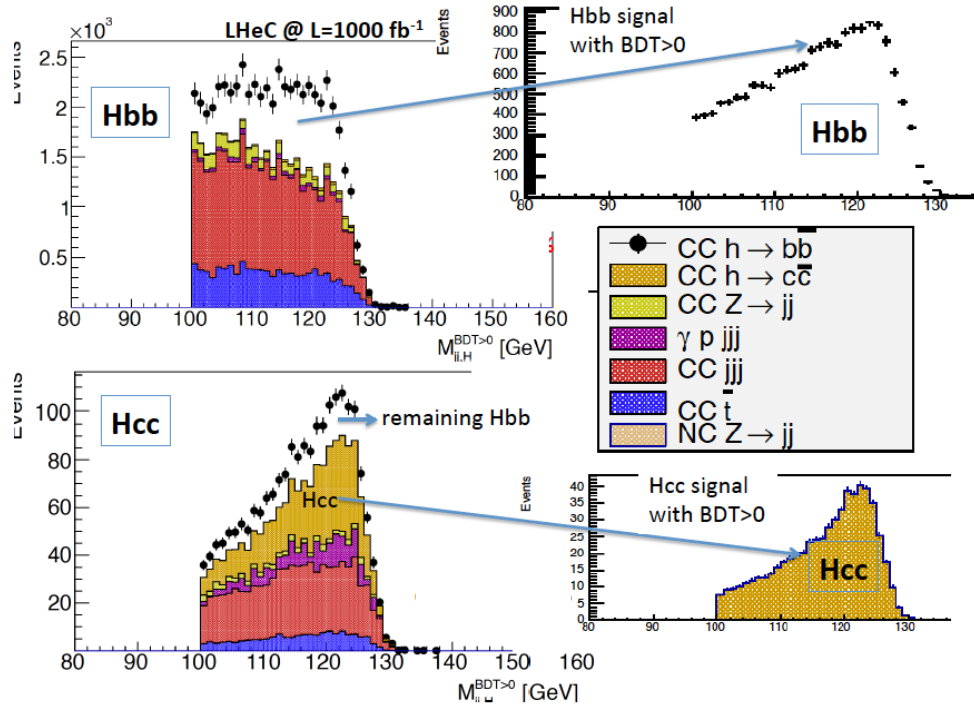 ×10³
LHeC @ L=1000 fb⁻¹
2.5
2
1.5
1
0.5
Hbb
80 90 100 110 120 130 140 150 160
M_{jj,H}^{BDT>0} [GeV]
Events
Hbb signal
with BDT>0
900
800
700
600
500
400
300
200
100
0
Hbb
80 90 100 110 120 130
CC h → bb̅
CC h → cc̅
CC Z → jj
γ p jjj
CC jjj
CC t̅
NC Z → jj
Events
100
80
60
40
20
Hcc
remaining Hbb
Hcc
80 90 100 110 120 130 140 150 160
[GeV]
Events
Hcc signal
with BDT>0
40
35
30
25
20
15
10
5
0
Hcc
80 90 100 110 120 130